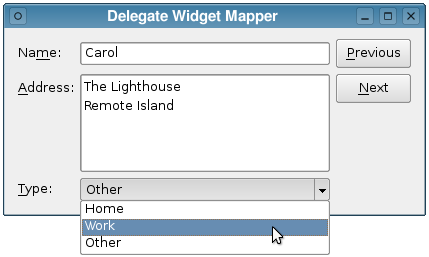 Delegate Widget Mapper
Name: Carol Previous
Address: The Lighthouse Next
Remote Island
Type: Other
Home
Work
Other